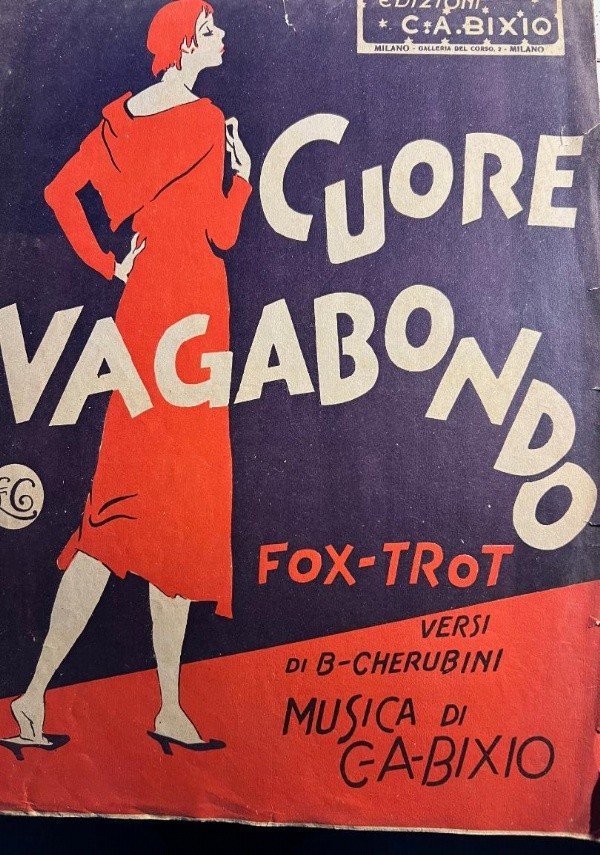 EDIZIONI
C.A.BIXIO
MILANO - GALLERIA DEL CORSO, 2 - MILANO
CUORE
VAGABONDO
FOX-TROT
VERSI
DI B-CHERUBINI
MUSICA DI
C-A-BIXIO